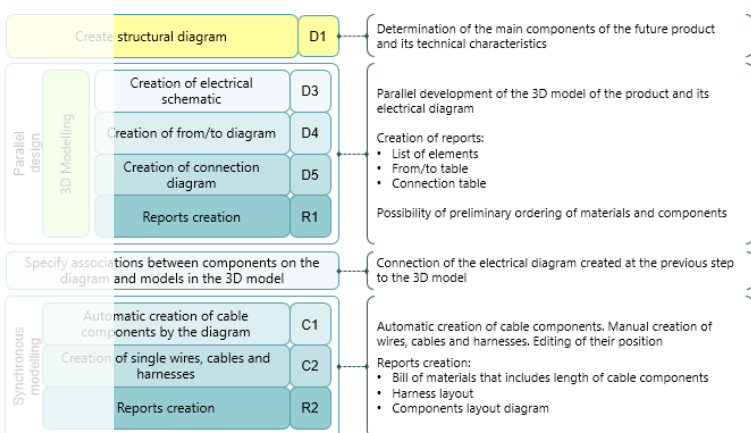 Create structural diagram
D1
Determination of the main components of the future product
and its technical characteristics
Parallel
design
3D Modelling
Creation of electrical
schematic
D3
Creation of from/to diagram
D4
Creation of connection
diagram
D5
Reports creation
R1
Parallel development of the 3D model of the product and its
electrical diagram
Creation of reports:
• List of elements
• From/to table
• Connection table
Possibility of preliminary ordering of materials and components
Specify associations between components on the
diagram and models in the 3D model
Connection of the electrical diagram created at the previous step
to the 3D model
Synchronous
modelling
Automatic creation of cable
components by the diagram
C1
Creation of single wires, cables and
harnesses
C2
Reports creation
R2
Automatic creation of cable components. Manual creation of
wires, cables and harnesses. Editing of their position
Reports creation:
• Bill of materials that includes length of cable components
• Harness layout
• Components layout diagram